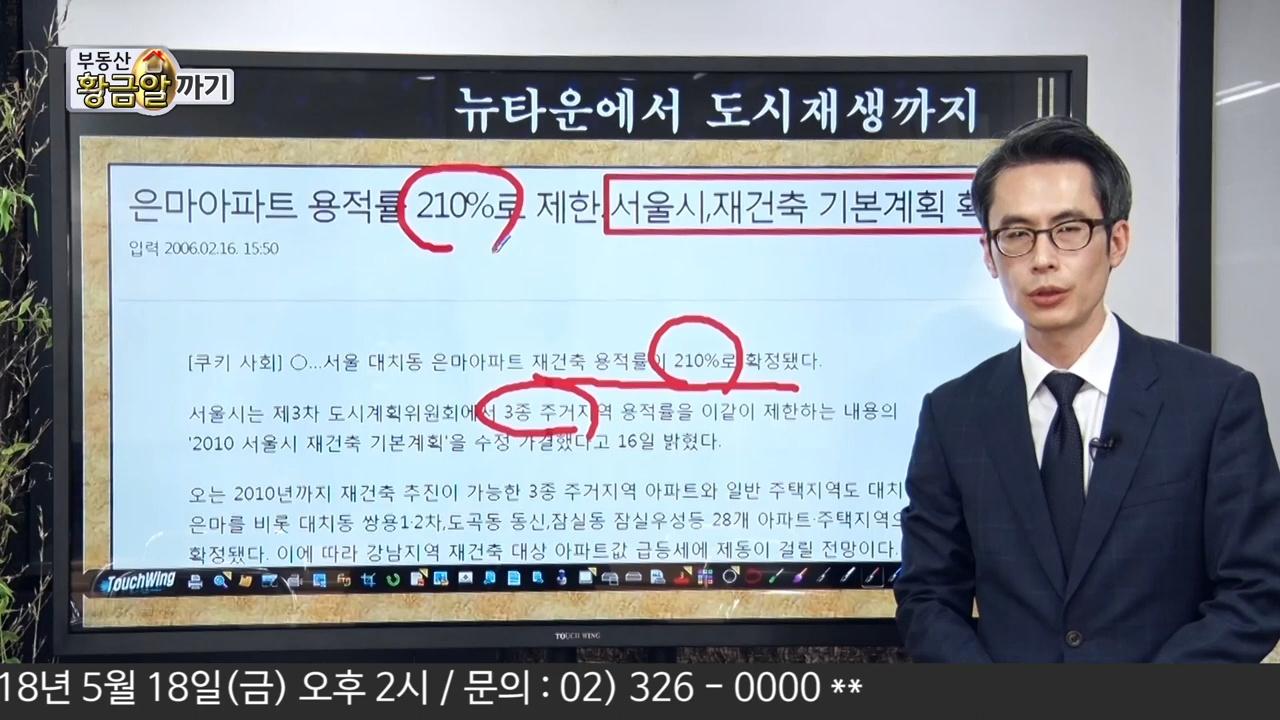 부동산
황금알까기
뉴타운에서 도시재생까지
은마아파트 용적률 210%로 제한,서울시,재건축 기본계획
입력 2006.02.16. 15:50
[쿠키 사회] ○...서울 대치동 은마아파트 재건축 용적률이 210%로 확정됐다.
서울시는 제3차 도시계획위원회에서 3종 주거지역 용적률을 이같이 제한하는 내용의
'2010 서울시 재건축 기본계획'을 수정 가결했다고 16일 밝혔다.
오는 2010년까지 재건축 추진이 가능한 3종 주거지역 아파트와 일반 주택지역도 대치
은마를 비롯 대치동 쌍용1·2차,도곡동 동신,잠실동 잠실우성등 28개 아파트·주택지역으
확정됐다. 이에 따라 강남지역 재건축 대상 아파트값 급등세에 제동이 걸릴 전망이다.
TouchWing
TOUCH WING
18년 5월 18일(금) 오후 2시 / 문의 : 02) 326 - 0000 **